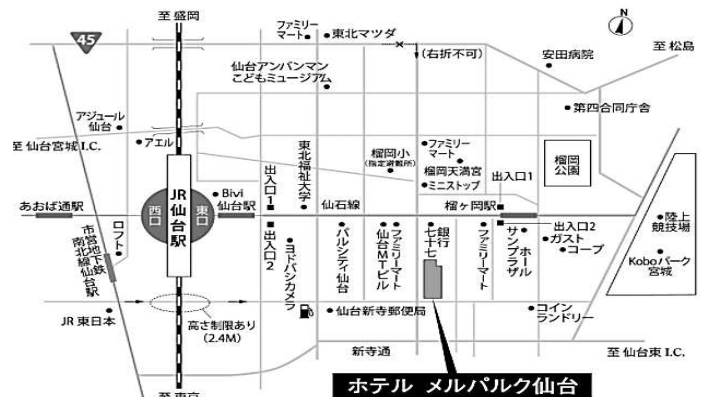 至 盛岡
N
45
ファミリー
マート
東北マツダ
(右折不可)
安田病院
至 松島
仙台アンパンマン
こどもミュージアム
第四合同庁舎
アジュール
仙台
アエル
至 仙台宮城 I.C.
東北福祉大学
榴岡小
(指定避難所)
ファミリー
マート
榴岡天満宮
ミニストップ
出入口1
榴岡
公園
あおば通駅
西口
JR仙台駅
東口
Bivi
仙台駅
出入口1
仙石線
榴ヶ岡駅
陸上
競技場
ロフト
市営地下鉄
南北線仙台駅
出入口2
ヨドバシカメラ
パルシティ仙台
仙台MTビル
ファミリーマート
七十七
銀行
ファミリーマート
サンプラザ
ホール
出入口2
ガスト
コープ
Koboパーク
宮城
JR 東日本
高さ制限あり
(2.4M)
仙台新寺郵便局
コイン
ランドリー
新寺通
至 仙台東 I.C.
ホテル メルパルク仙台
至 東京